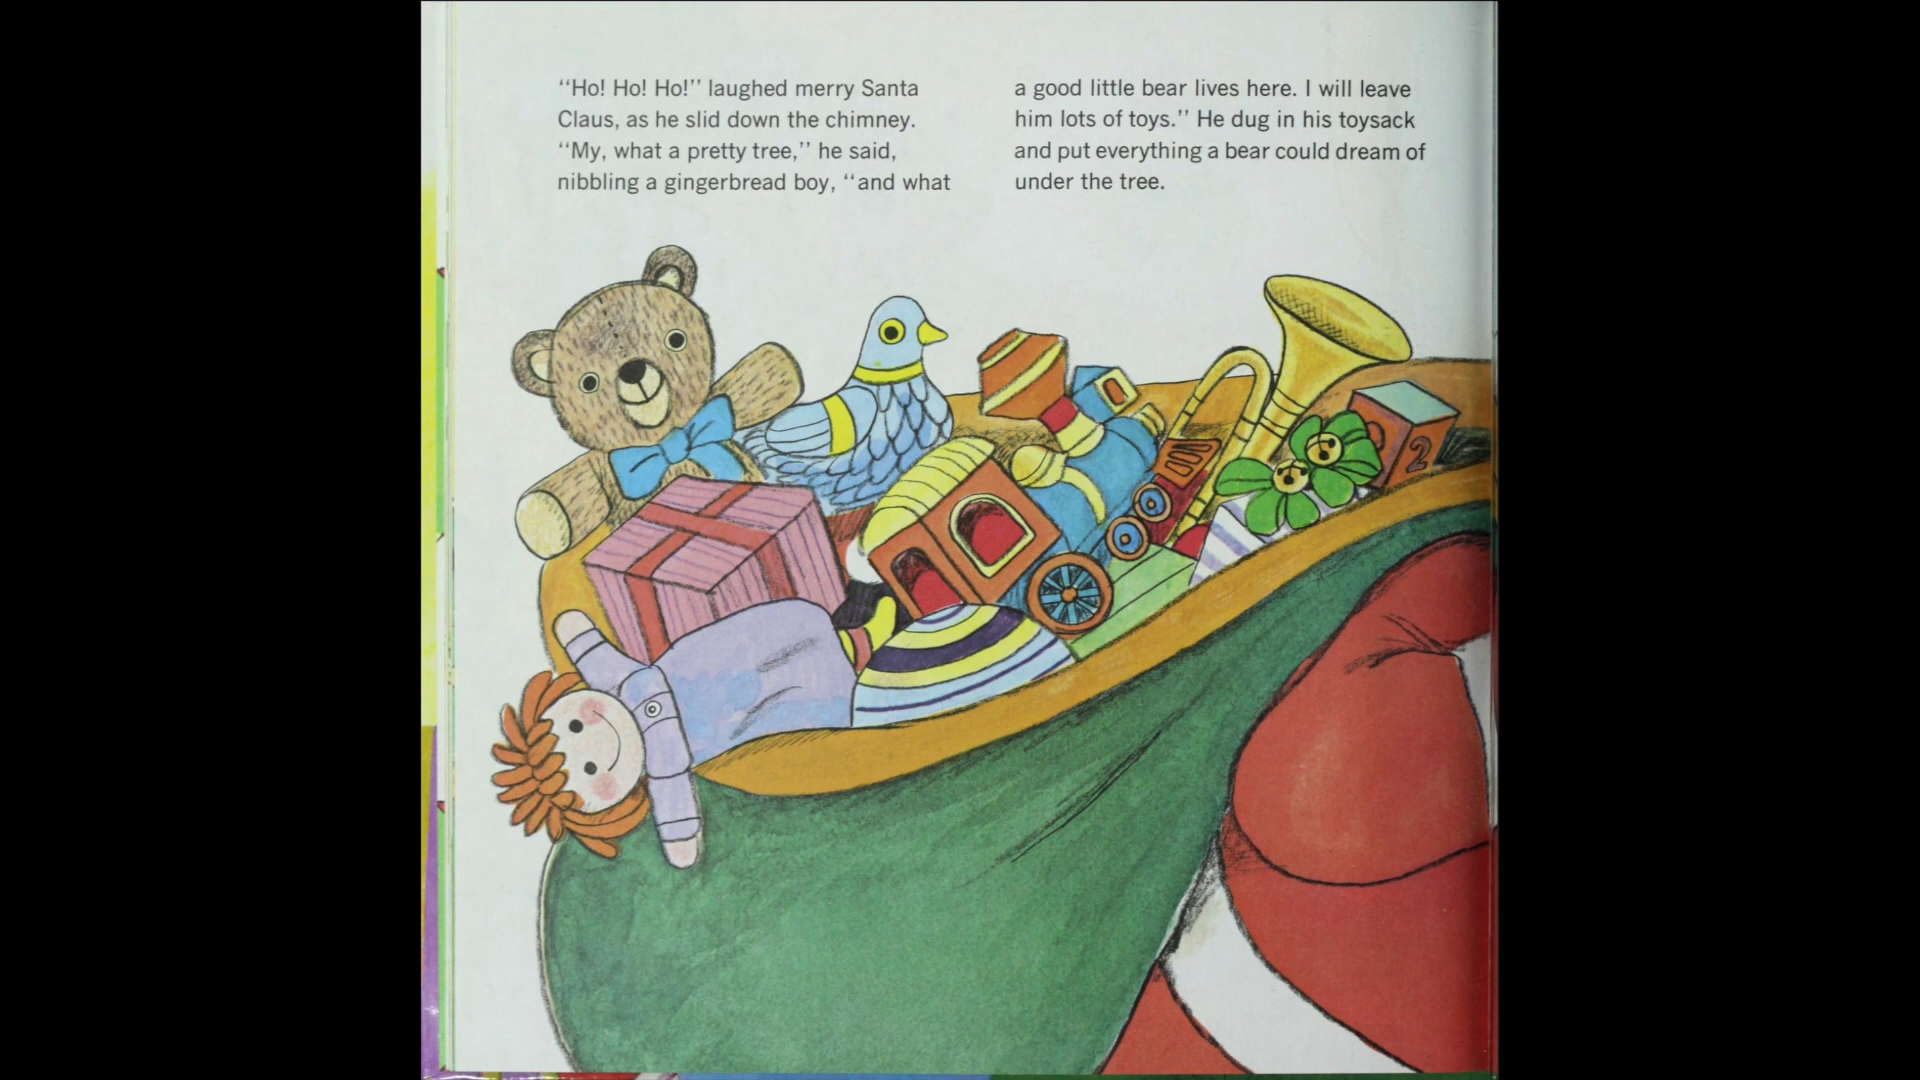 “Ho! Ho! Ho!” laughed merry Santa
Claus, as he slid down the chimney.
“My, what a pretty tree,” he said,
nibbling a gingerbread boy, “and what
a good little bear lives here. I will leave
him lots of toys.” He dug in his toysack
and put everything a bear could dream of
under the tree.
2